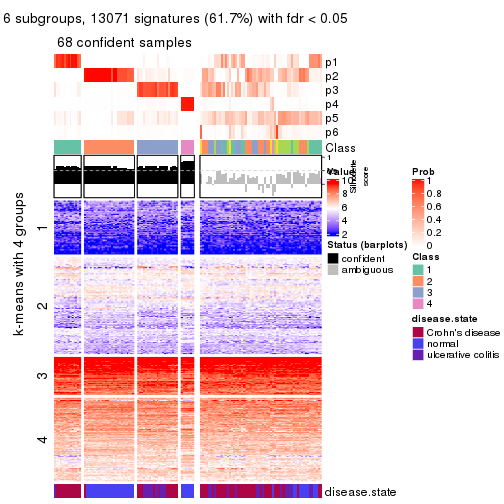 6 subgroups, 13071 signatures (61.7%) with fdr < 0.05
68 confident samples
p1
p2
p3
p4
p5
p6
Class
1
Silhouette
score
k-means with 4 groups
1
2
3
4
disease.state
Value
10
8
6
4
2
Status (barplots)
confident
ambiguous
Prob
1
0.8
0.6
0.4
0.2
0
Class
1
2
3
4
disease.state
Crohn's disease
normal
ulcerative colitis